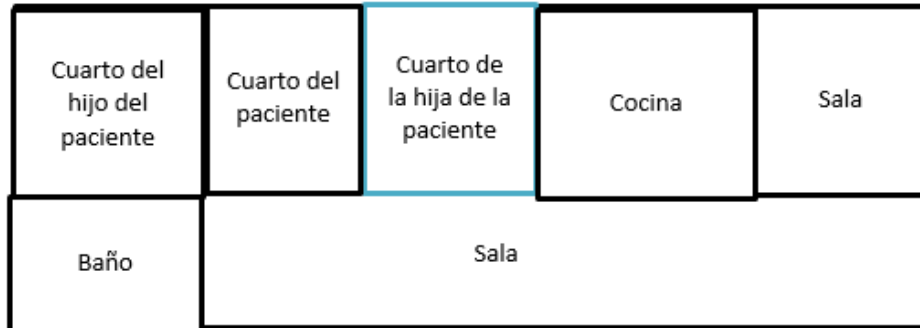 Cuarto del
hijo del
paciente
Cuarto del
paciente
Cuarto de
la hija de la
paciente
Cocina
Sala
Baño
Sala